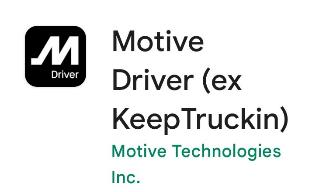 M
Driver
Motive
Driver (ex
KeepTruckin)
Motive Technologies
Inc.